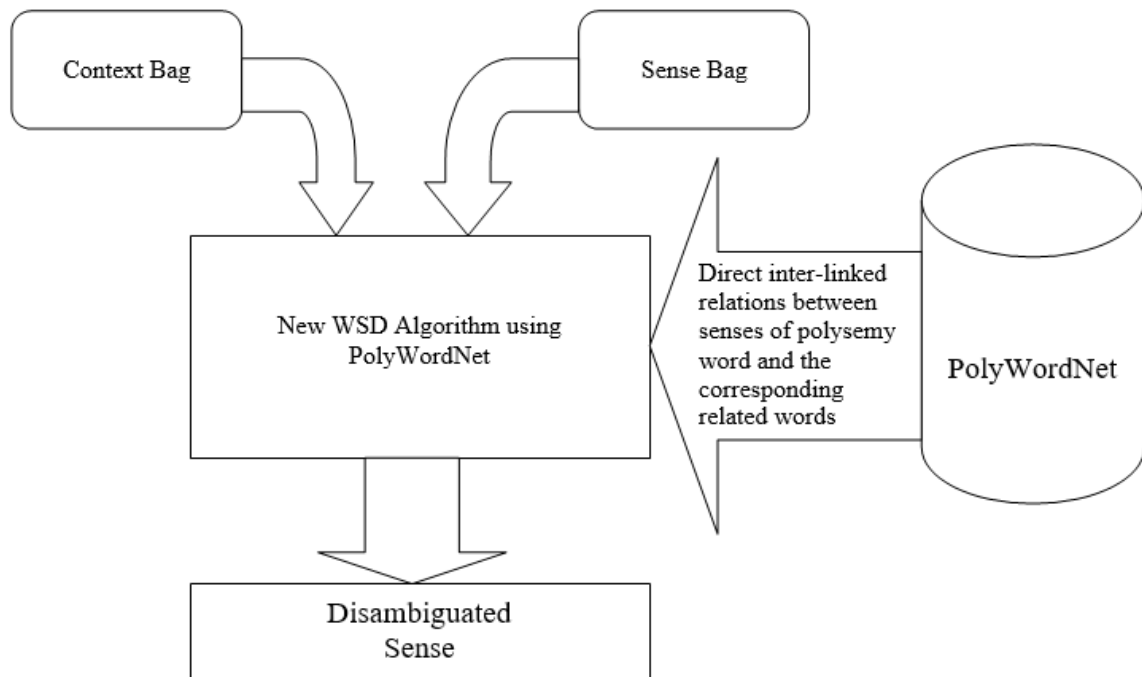 Context Bag
Sense Bag
New WSD Algorithm using
PolyWordNet
Direct inter-linked
relations between
senses of polysemy
word and the
corresponding
related words
PolyWordNet
Disambiguated
Sense